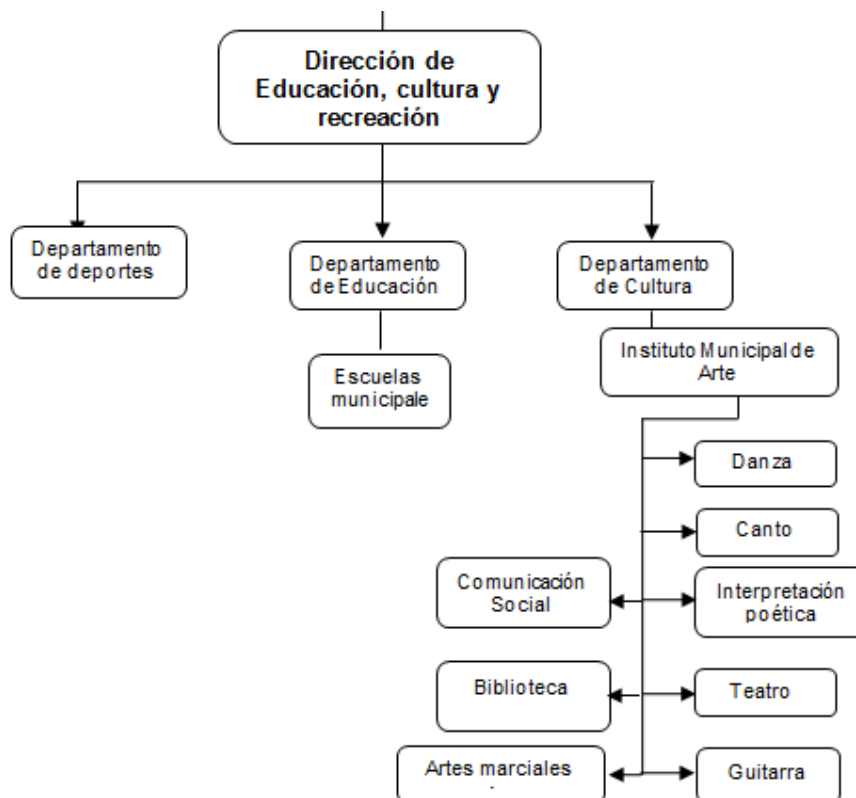 Dirección de
Educación, cultura y
recreación
Departamento
de deportes
Departamento
de Educación
Departamento
de Cultura
Escuelas
municipale
Instituto Municipal de
Arte
Danza
Canto
Comunicación
Social
Interpretación
poética
Biblioteca
Teatro
Artes marciales
Guitarra